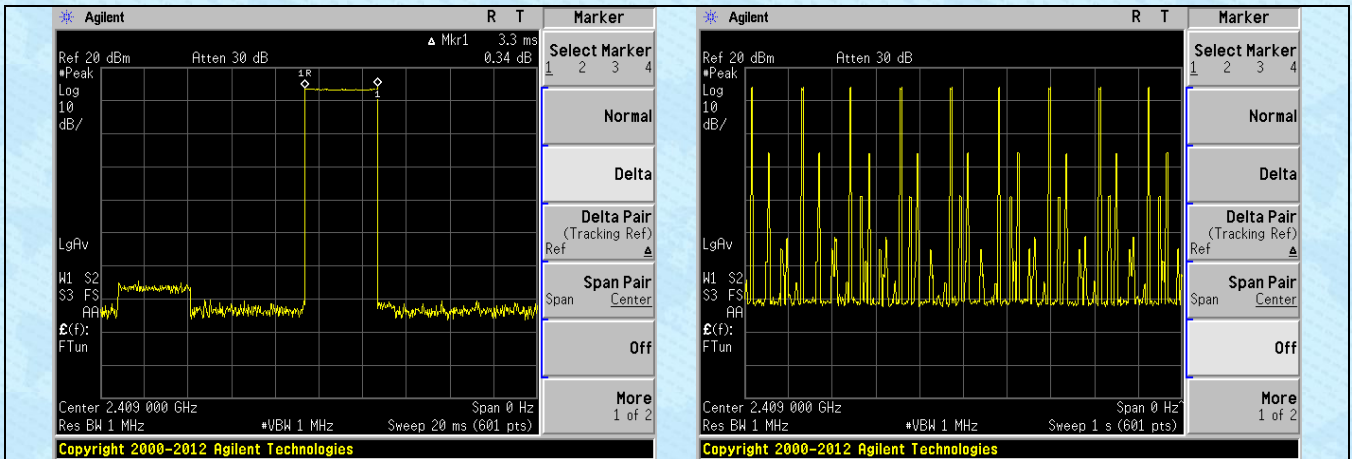 Agilent R T Marker
▲ Mkr1 3.3 ms
Ref 20 dBm Atten 30 dB 0.34 dB
#Peak
Log
10
dB/
1R
1
LgAv
W1 S2
S3 FS
AA
£(f):
FTun
Center 2.409 000 GHz Span 0 Hz
Res BW 1 MHz #VBW 1 MHz Sweep 20 ms (601 pts)
Copyright 2000-2012 Agilent Technologies
Select Marker
1 2 3 4
Normal
Delta
Delta Pair
(Tracking Ref)
Ref ▲
Span Pair
Span Center
Off
More
1 of 2
Agilent R T Marker
Ref 20 dBm Atten 30 dB
#Peak
Log
10
dB/
LgAv
W1 S2
S3 FS
AA
£(f):
FTun
Center 2.409 000 GHz Span 0 Hz^
Res BW 1 MHz #VBW 1 MHz Sweep 1 s (601 pts)
Copyright 2000-2012 Agilent Technologies
Select Marker
1 2 3 4
Normal
Delta
Delta Pair
(Tracking Ref)
Ref ▲
Span Pair
Span Center
Off
More
1 of 2